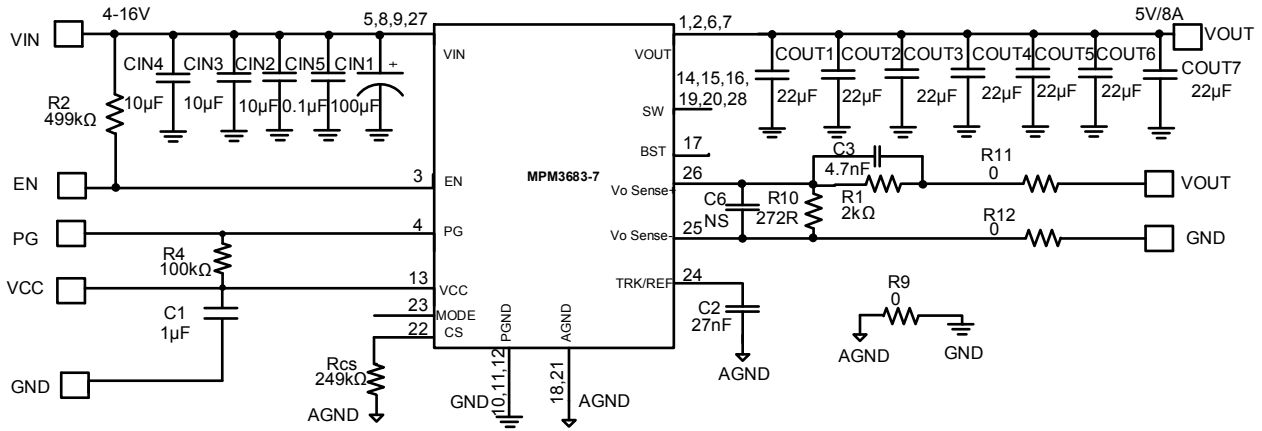 4-16V
5,8,9,27
1,2,6,7
5V/8A
VIN
VIN
VOUT
VOUT
CIN4
CIN3
CIN2
CIN5
CIN1
+
10µF
10µF
10µF
0.1µF
100µF
R2
499kΩ
COUT1
COUT2
COUT3
COUT4
COUT5
COUT6
COUT7
22µF
22µF
22µF
22µF
22µF
22µF
22µF
14,15,16,
19,20,28
SW
17
BST
EN
3
EN
MPM3683-7
26
Vo Sense+
C3
4.7nF
R11
0
VOUT
C6
NS
R10
272R
R1
2kΩ
PG
4
PG
R4
100kΩ
Vo Sense-
25
R12
0
GND
VCC
13
VCC
TRK/REF
24
C2
27nF
AGND
R9
0
AGND
GND
C1
1µF
23
MODE
22
CS
PGND
AGND
GND
Rcs
249kΩ
AGND
GND
10,11,12
18,21
AGND